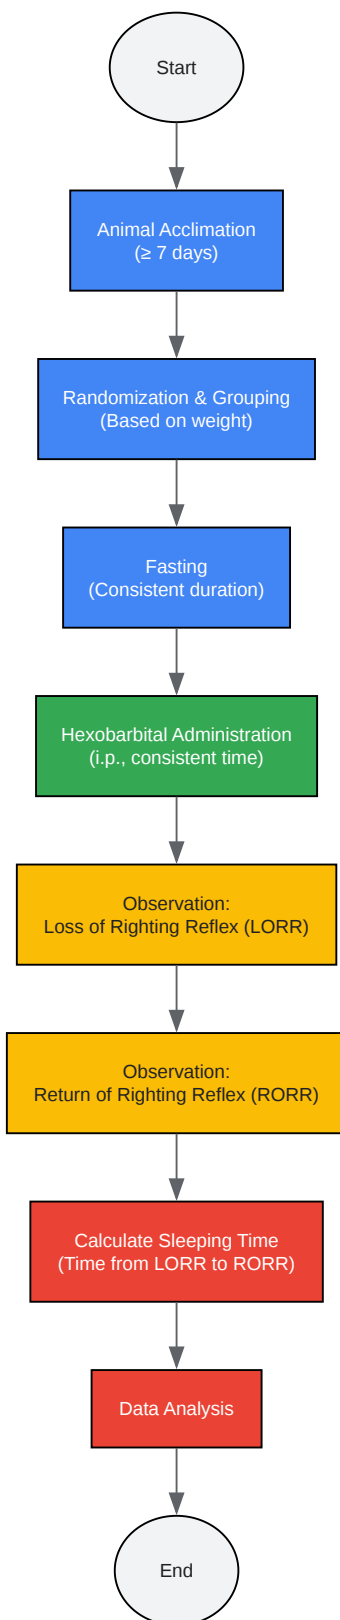 Start
Animal Acclimation
(≥ 7 days)
Randomization & Grouping
(Based on weight)
Fasting
(Consistent duration)
Hexobarbital Administration
(i.p., consistent time)
Observation:
Loss of Righting Reflex (LORR)
Observation:
Return of Righting Reflex (RORR)
Calculate Sleeping Time
(Time from LORR to RORR)
Data Analysis
End